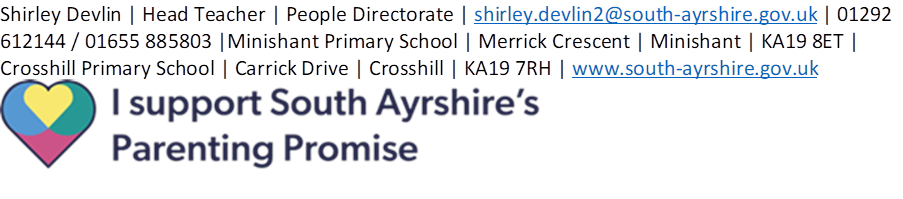 Shirley Devlin | Head Teacher | People Directorate | shirley.devlin2@south-ayrshire.gov.uk | 01292
612144 / 01655 885803 |Minishant Primary School | Merrick Crescent | Minishant | KA19 8ET |
Crosshill Primary School | Carrick Drive | Crosshill | KA19 7RH | www.south-ayrshire.gov.uk
I support South Ayrshire's
Parenting Promise